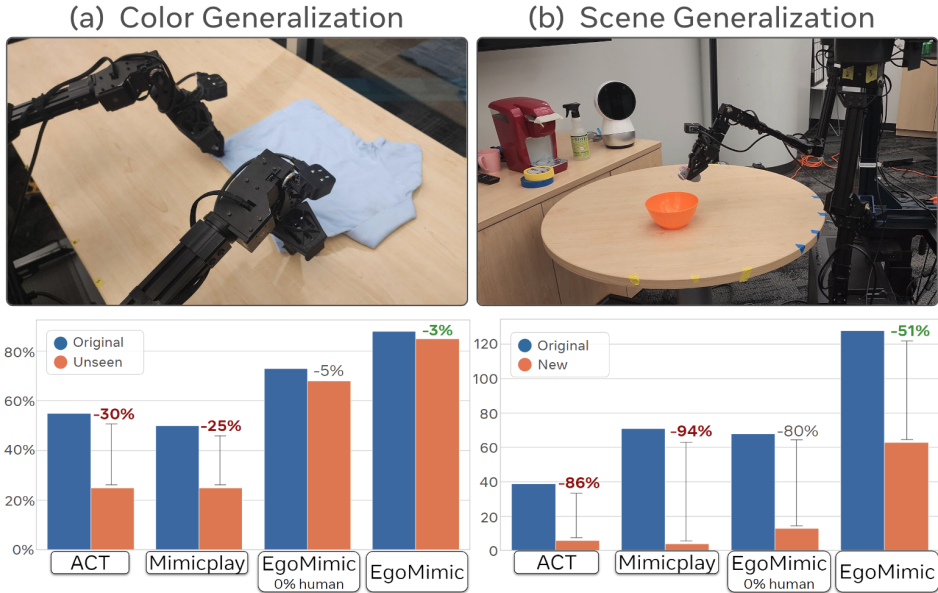 (a) Color Generalization
(b) Scene Generalization
Original
Unseen
80%
60%
40%
20%
0%
-30%
-25%
-5%
-3%
ACT
Mimicplay
EgoMimic
0% human
EgoMimic
Original
New
120
100
80
60
40
20
0
-86%
-94%
-80%
-51%
ACT
Mimicplay
EgoMimic
0% human
EgoMimic